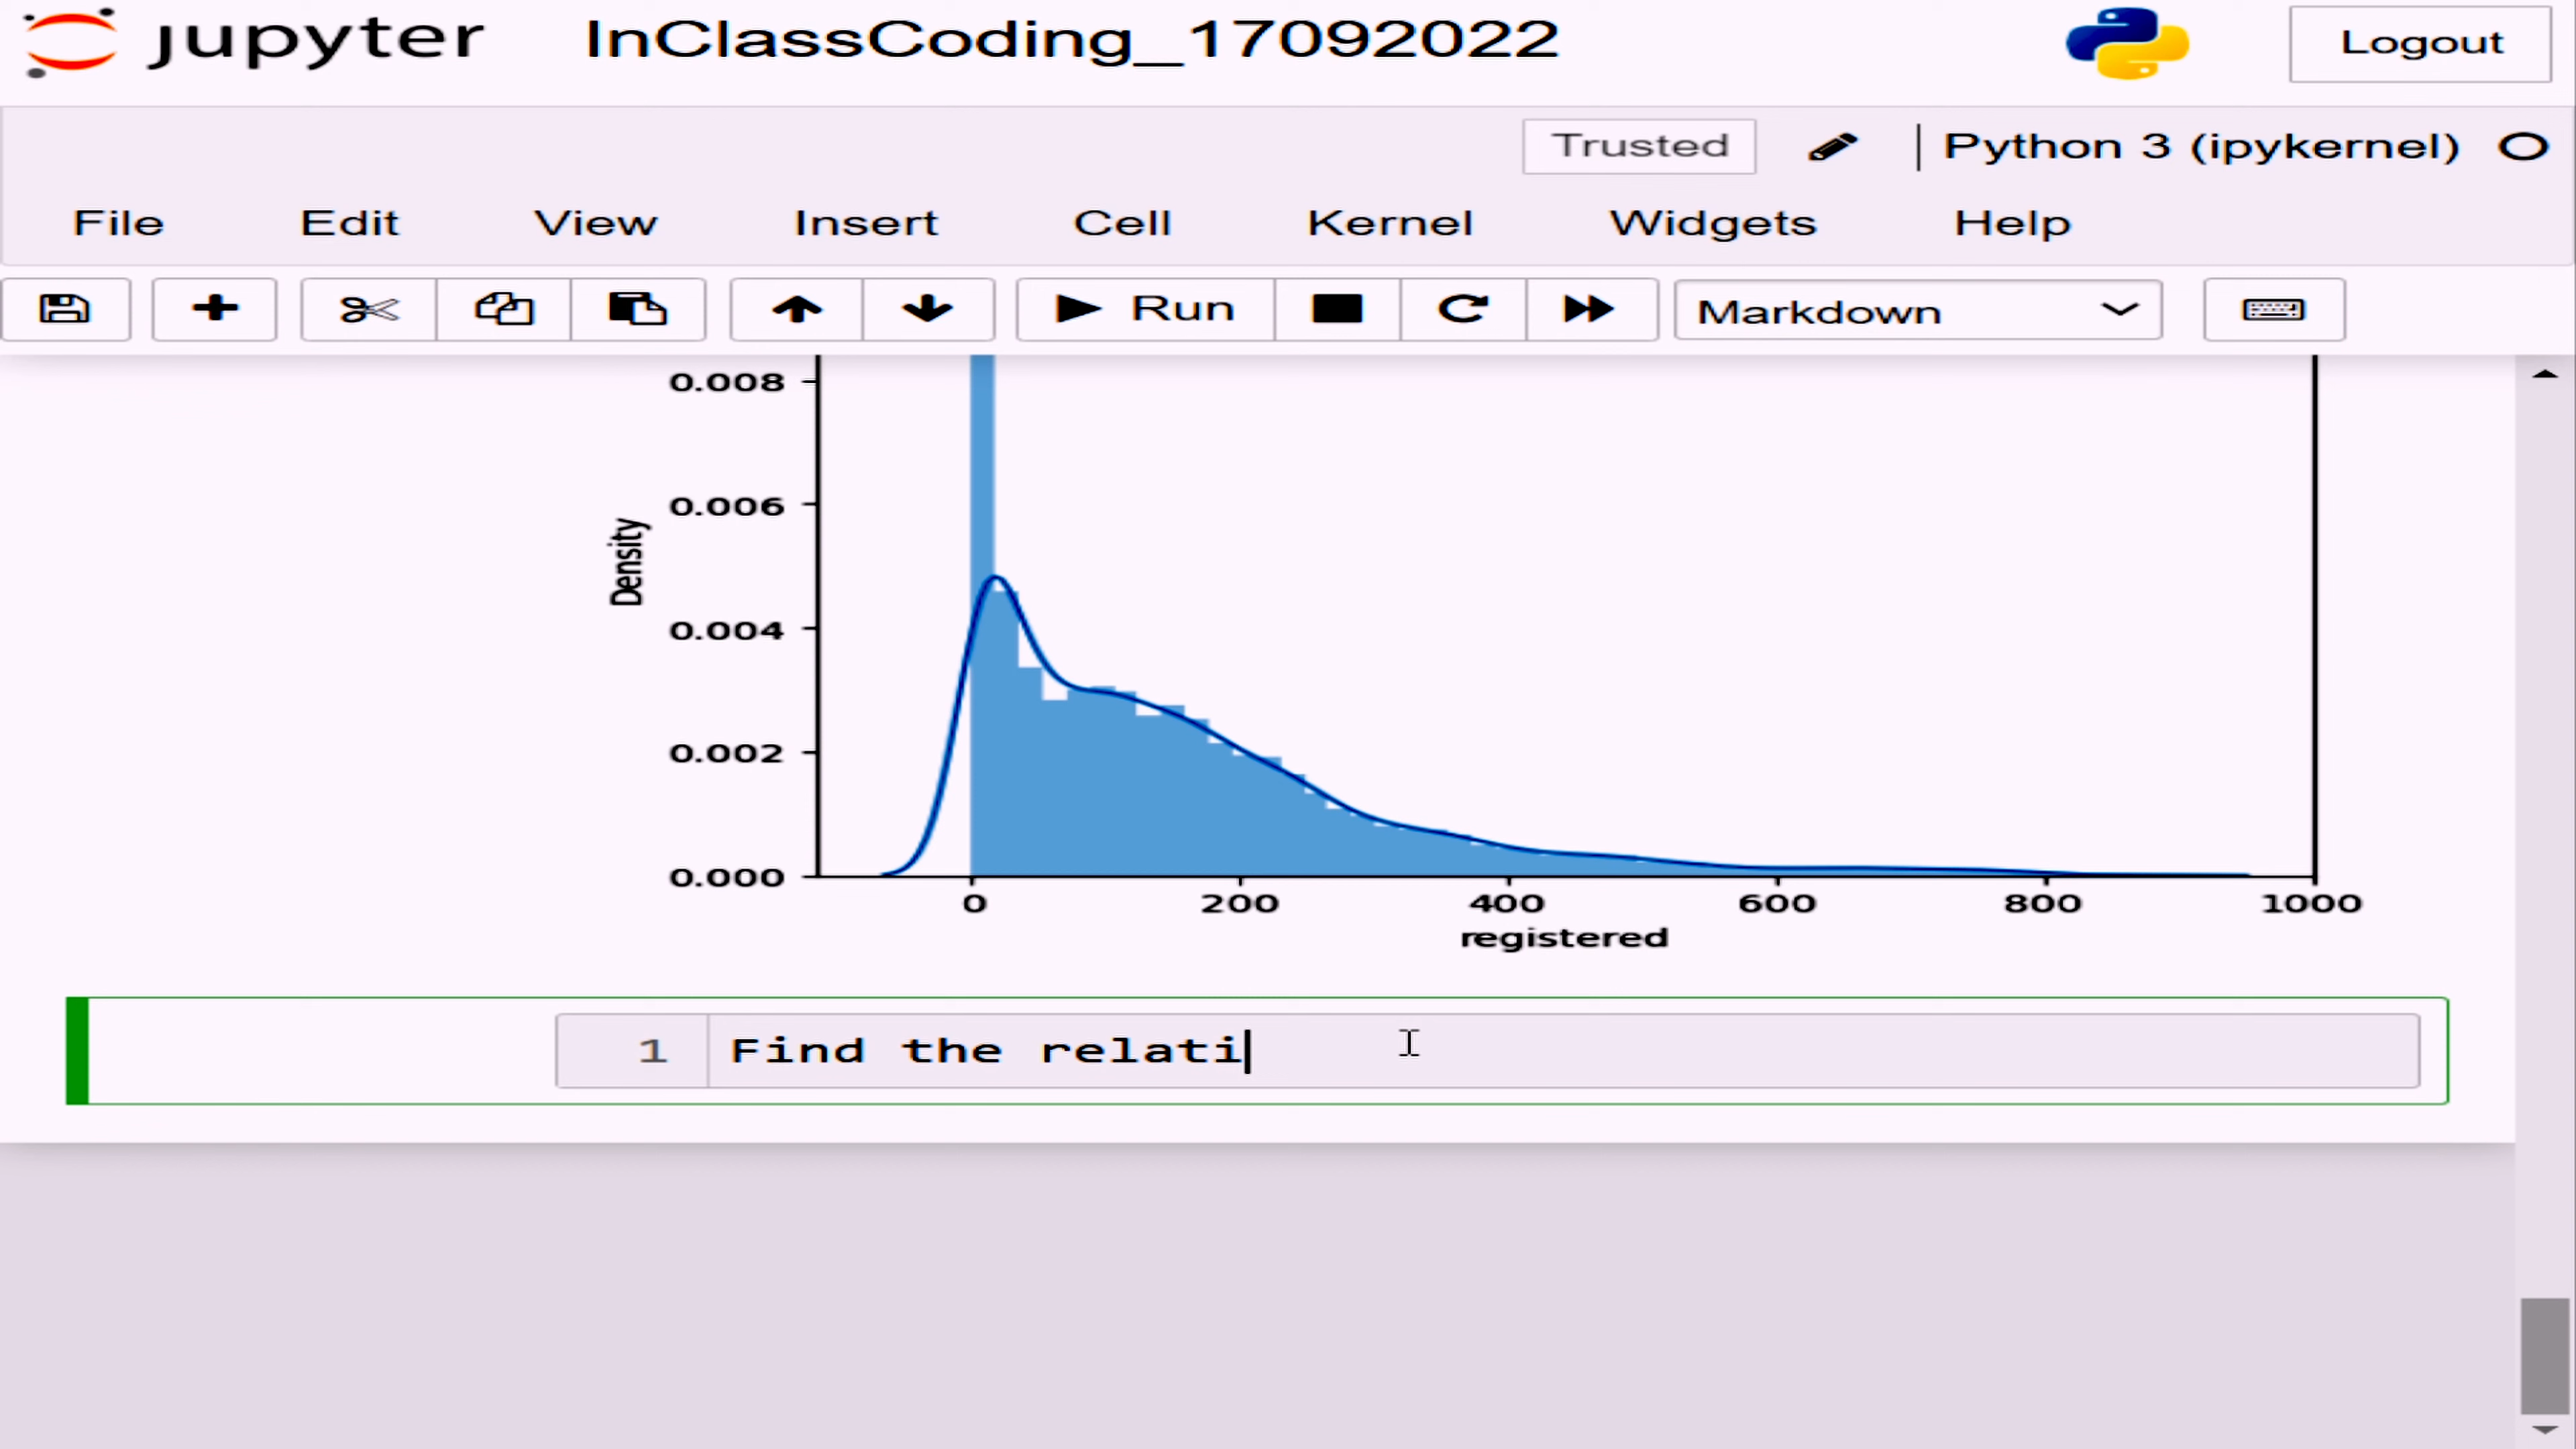 jupyter InClassCoding_17092022 Logout
Trusted Python 3 (ipykernel)
File Edit View Insert Cell Kernel Widgets Help
Run Markdown
0.008
0.006
0.004
0.002
0.000
Density
0 200 400 600 800 1000
registered
1 Find the relati